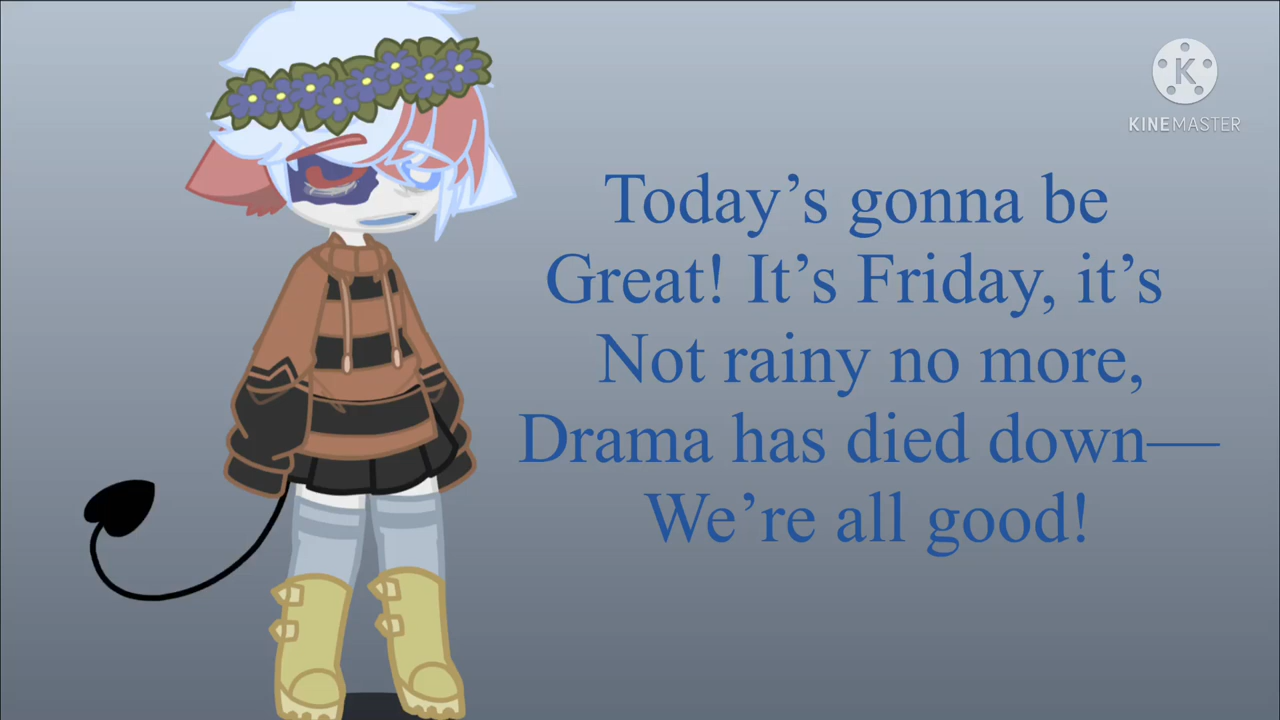 K
KINEMASTER
Today’s gonna be
Great! It’s Friday, it’s
Not rainy no more,
Drama has died down—
We’re all good!